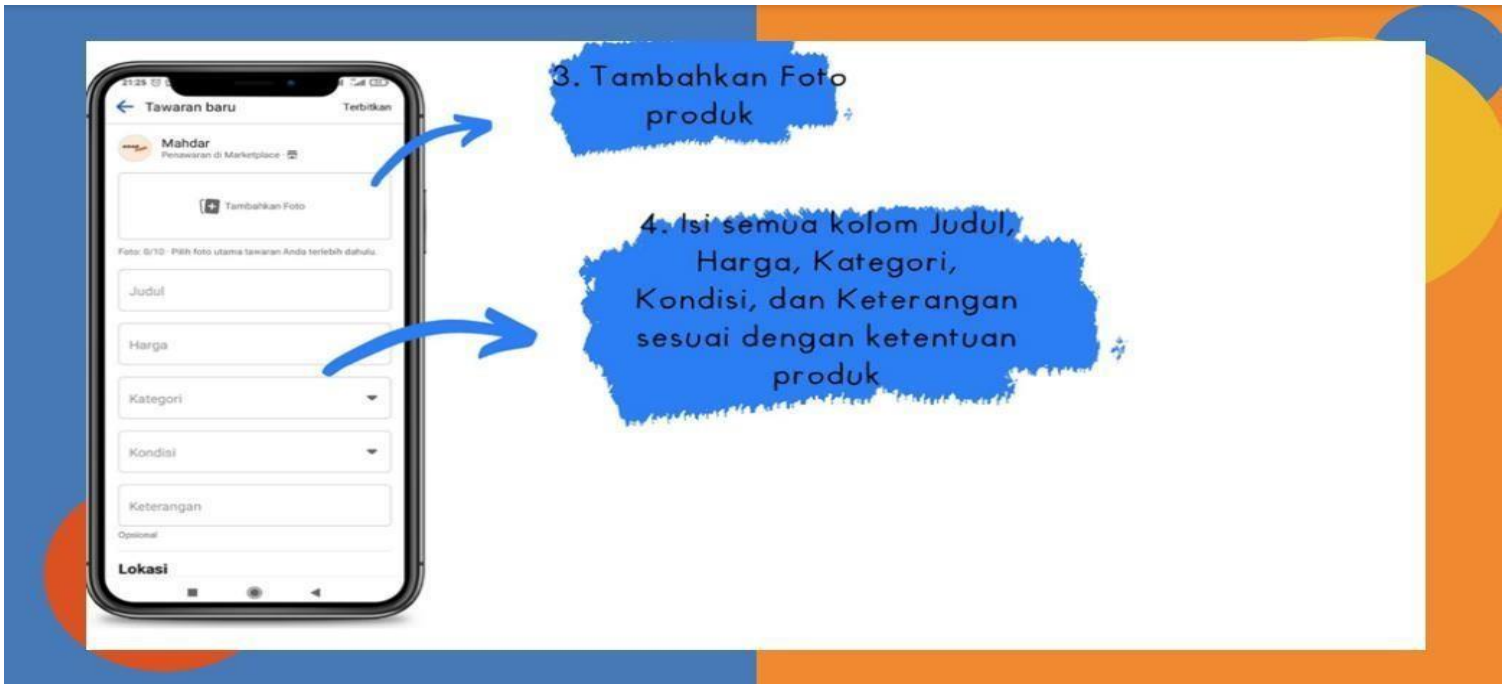 21:25
Tawaran baru
Terbitkan
Mahdar
Penawaran di Marketplace
Tambahkan Foto
Foto: 0/10 · Pilih foto utama tawaran Anda terlebih dahulu.
Judul
Harga
Kategori
Kondisi
Keterangan
Opsional
Lokasi
3. Tambahkan Foto
produk
4. Isi semua kolom Judul,
Harga, Kategori,
Kondisi, dan Keterangan
sesuai dengan ketentuan
produk